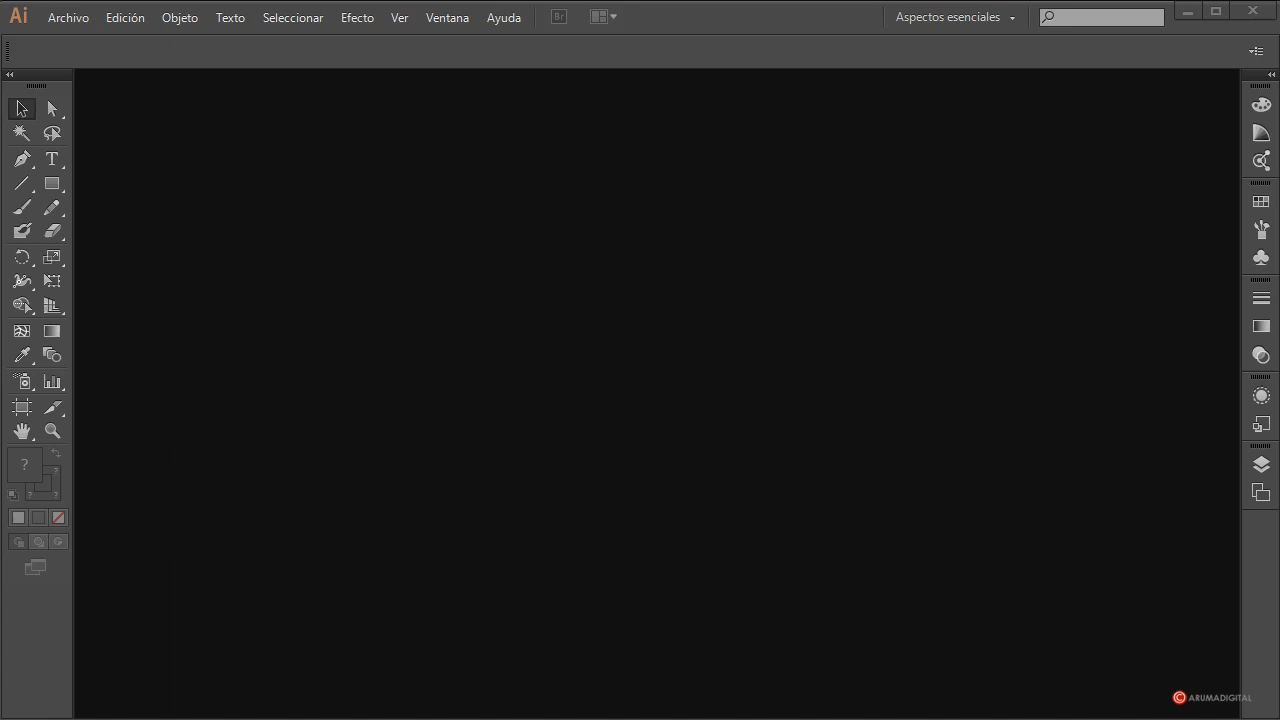 Ai Archivo Edición Objeto Texto Seleccionar Efecto Ver Ventana Ayuda Br Aspectos esenciales
?
?
? ?
© ARUMADIGITAL